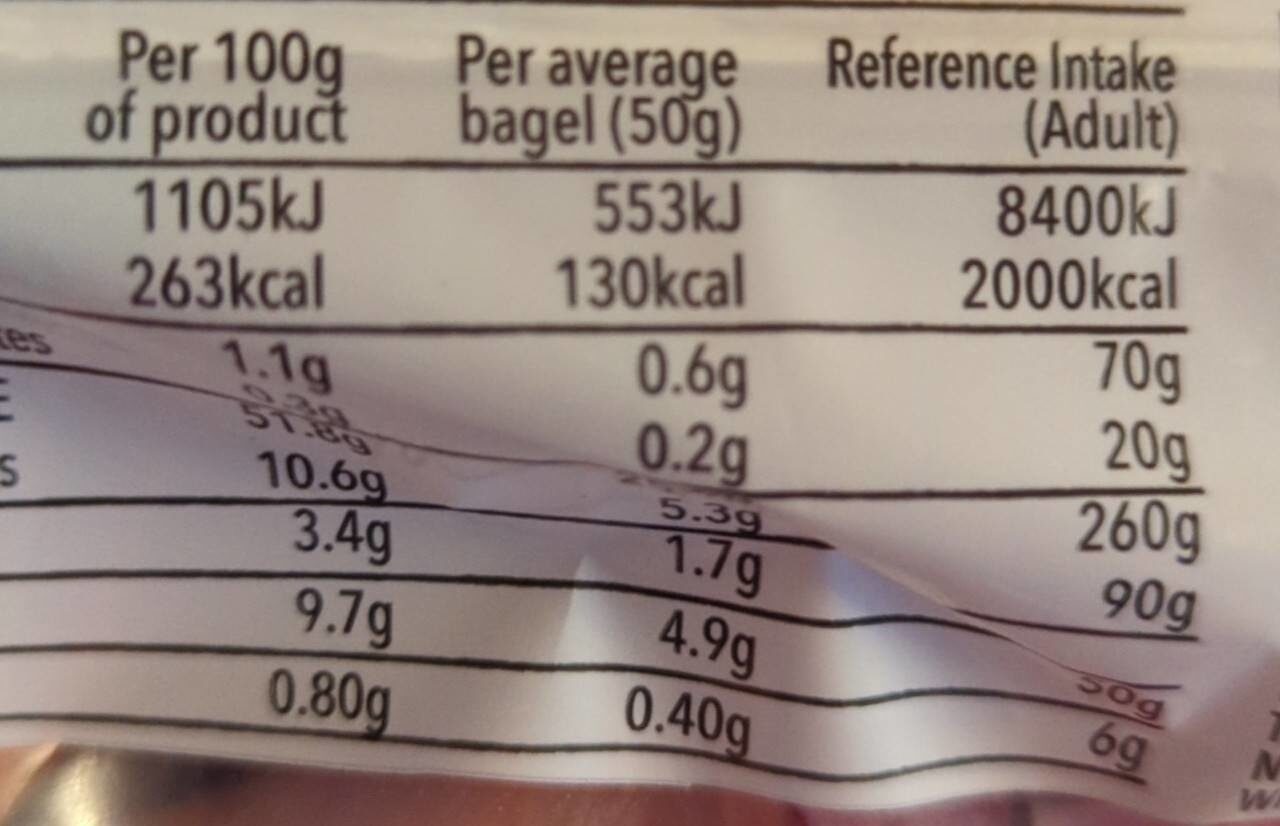 Per 100g Per average Reference Intake
of product bagel (50g) (Adult)
1105kJ 553kJ 8400kJ
263kcal 130kcal 2000kcal
1.1g 0.6g 70g
0.3g 0.2g 20g
51.8g 260g
10.6g 5.3g 90g
3.4g 1.7g
9.7g 4.9g 50g
0.80g 0.40g 6g